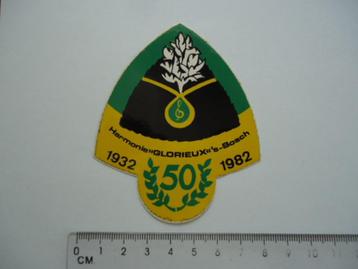 Harmonie »GLORIEUX« 's-Bosch
1932 1982
50
0 1 2 3 4 5 6 7 8 9 10 11 12
CM